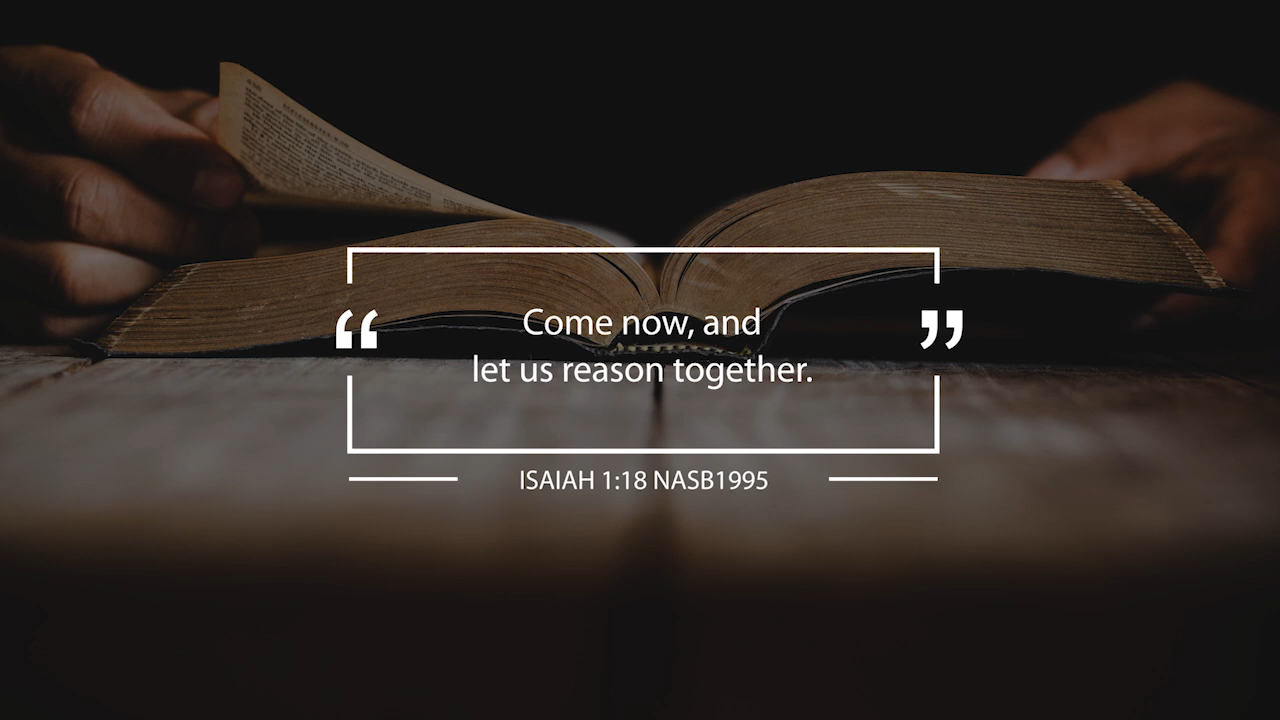 “ Come now, and ”
let us reason together.
ISAIAH 1:18 NASB1995